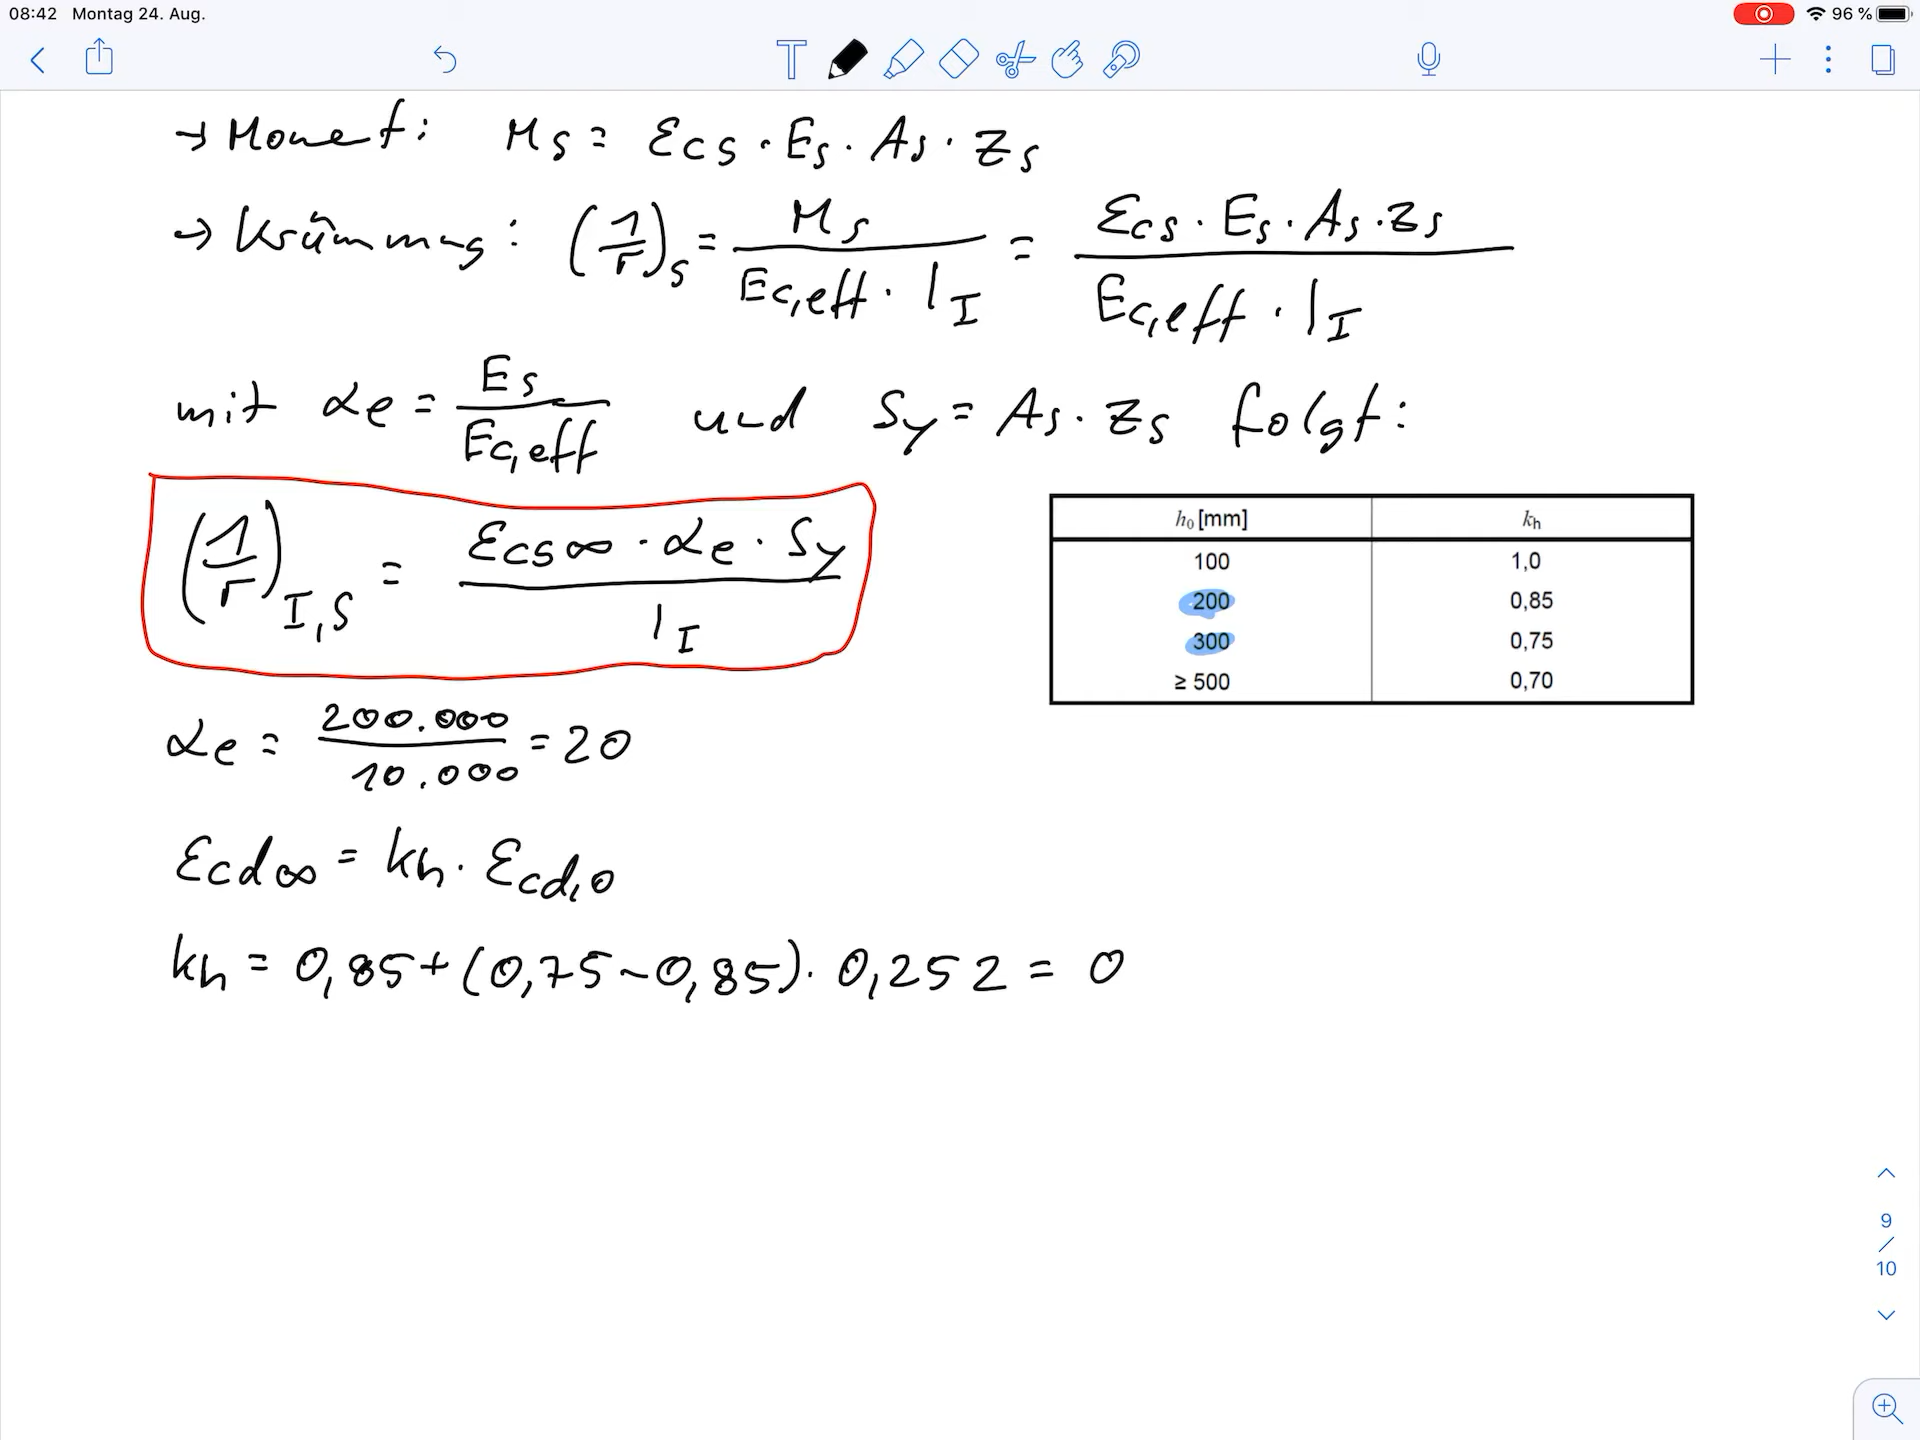 08:42 Montag 24. Aug.
96 %
→ Moment: Ms = εcs · Es · As · zs
→ Krümmung: (1/r)s = Ms / (Ec,eff · II) = (εcs · Es · As · zs) / (Ec,eff · II)
mit αe = Es / Ec,eff und Sy = As · zs folgt:
(1/r)I,S = (εcs∞ · αe · Sy) / II
h0 [mm] kh
100 1,0
200 0,85
300 0,75
≥ 500 0,70
αe = 200.000 / 10.000 = 20
εcd∞ = kh · εcd,0
kh = 0,85 + (0,75 - 0,85) · 0,252 = 0
9
/
10